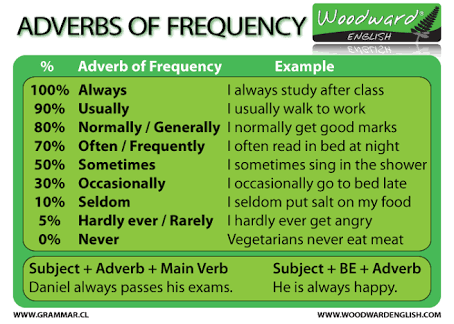 ADVERBS OF FREQUENCY
Woodward®
ENGLISH
% Adverb of Frequency Example
100% Always I always study after class
90% Usually I usually walk to work
80% Normally / Generally I normally get good marks
70% Often / Frequently I often read in bed at night
50% Sometimes I sometimes sing in the shower
30% Occasionally I occasionally go to bed late
10% Seldom I seldom put salt on my food
5% Hardly ever / Rarely I hardly ever get angry
0% Never Vegetarians never eat meat
Subject + Adverb + Main Verb Subject + BE + Adverb
Daniel always passes his exams. He is always happy.
WWW.GRAMMAR.CL WWW.WOODWARDENGLISH.COM